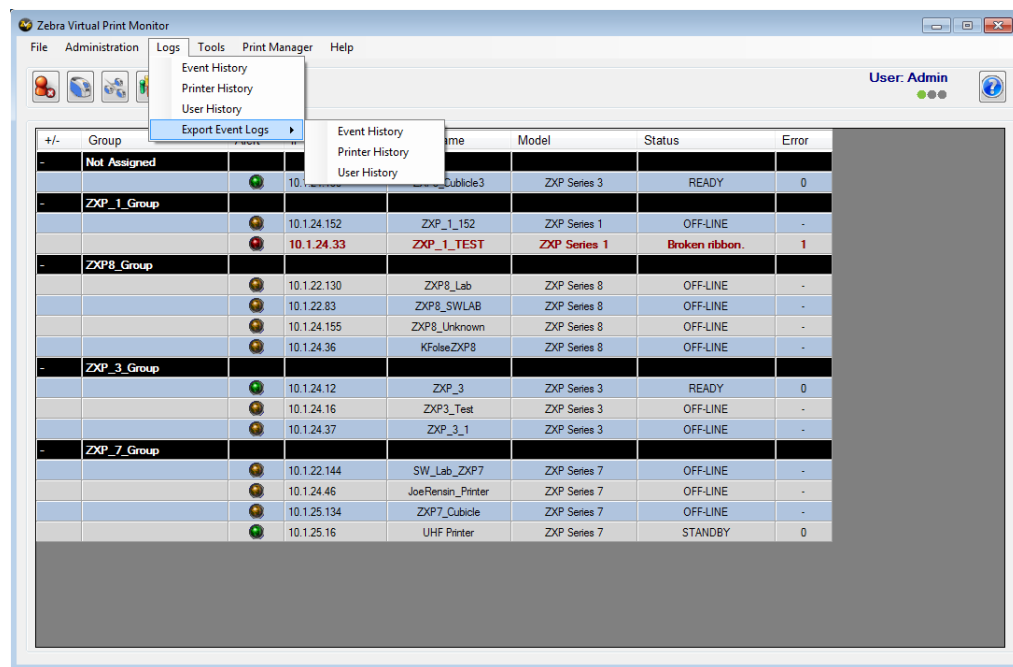 Zebra Virtual Print Monitor
File Administration Logs Tools Print Manager Help
Event History
Printer History
User History
Export Event Logs
Event History
Printer History
User History
User: Admin
+/- Group Model Status Error
- Not Assigned
ZXP Series 3 READY 0
- ZXP_1_Group
10.1.24.152 ZXP_1_152 ZXP Series 1 OFF-LINE -
10.1.24.33 ZXP_1_TEST ZXP Series 1 Broken ribbon. 1
- ZXP8_Group
10.1.22.130 ZXP8_Lab ZXP Series 8 OFF-LINE -
10.1.22.83 ZXP8_SWLAB ZXP Series 8 OFF-LINE -
10.1.24.155 ZXP8_Unknown ZXP Series 8 OFF-LINE -
10.1.24.36 KFolseZXP8 ZXP Series 8 OFF-LINE -
- ZXP_3_Group
10.1.24.12 ZXP_3 ZXP Series 3 READY 0
10.1.24.16 ZXP3_Test ZXP Series 3 OFF-LINE -
10.1.24.37 ZXP_3_1 ZXP Series 3 OFF-LINE -
- ZXP_7_Group
10.1.22.144 SW_Lab_ZXP7 ZXP Series 7 OFF-LINE -
10.1.24.46 JoeRensin_Printer ZXP Series 7 OFF-LINE -
10.1.25.134 ZXP7_Cubicle ZXP Series 7 OFF-LINE -
10.1.25.16 UHF Printer ZXP Series 7 STANDBY 0